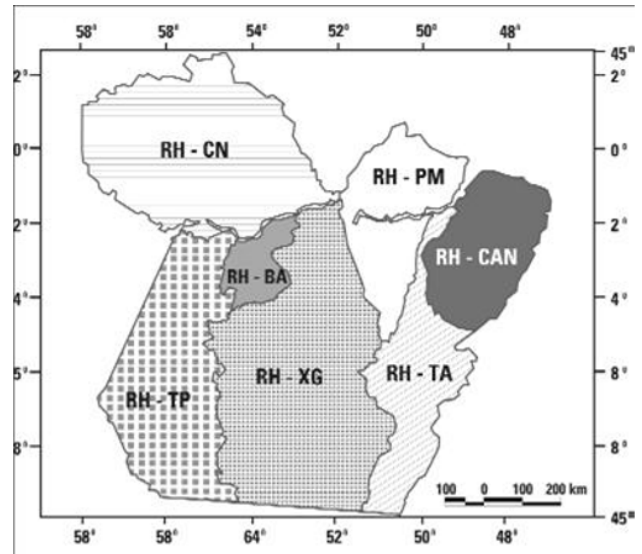 58° 56° 54° 52° 50° 48°
45°
2° 2°
RH - CN
0° 0°
RH - PM
2° 2°
RH - CAN
RH - BA
4° 4°
5° RH - XG RH - TA 8°
RH - TP
8° 8°
100 0 100 200 km
45°
58° 56° 64° 52° 50° 48°